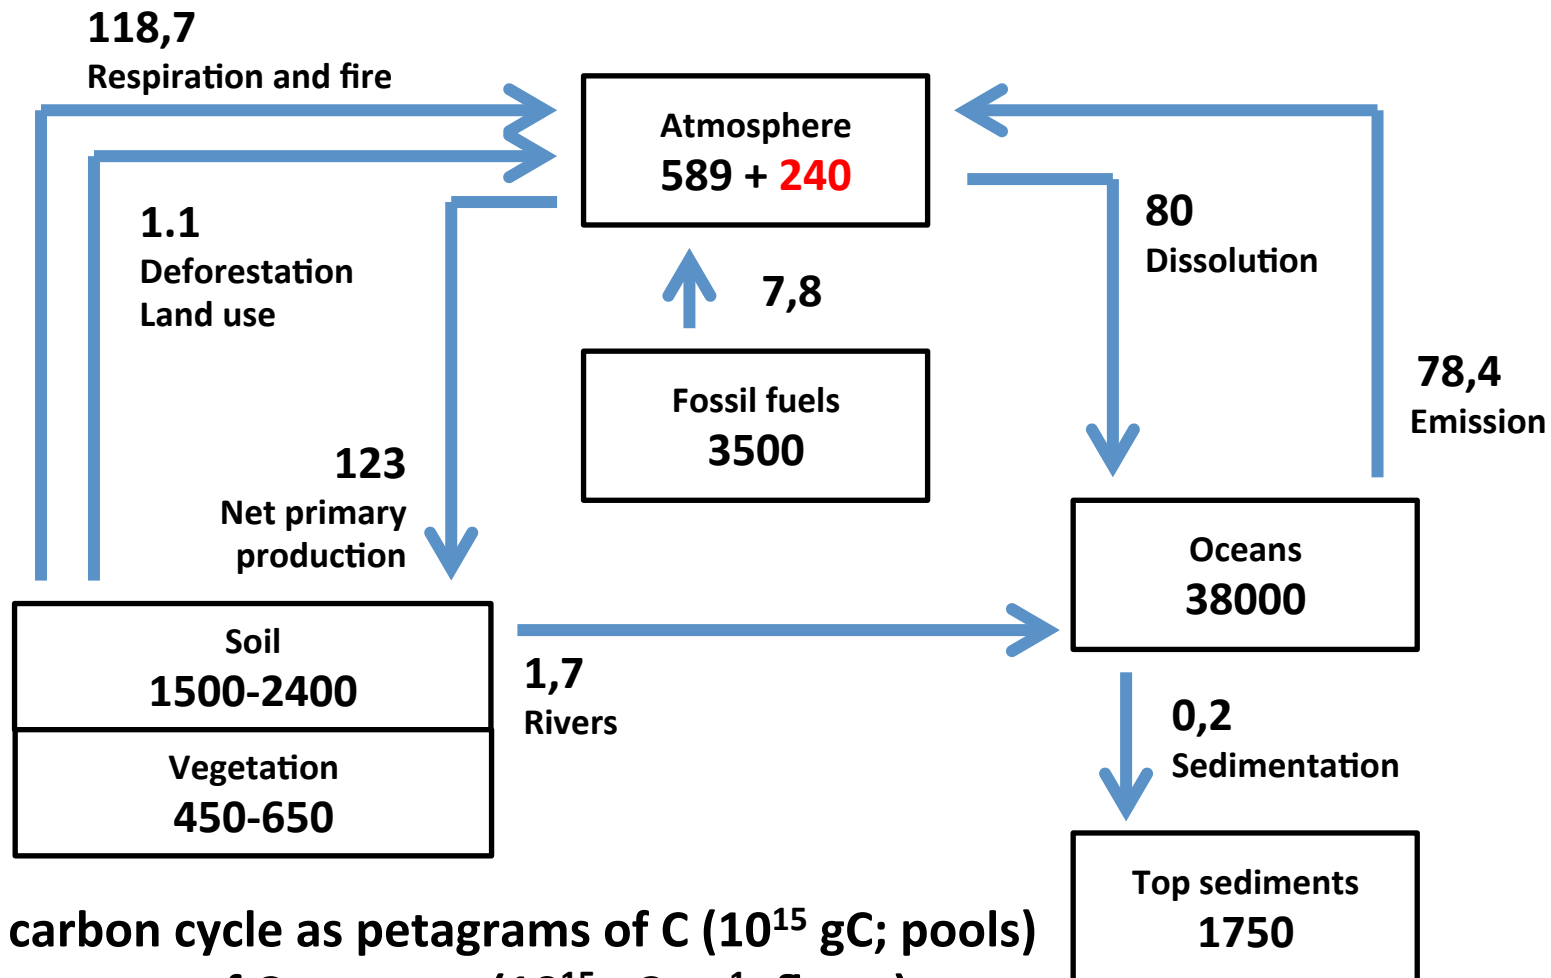 118,7
Respiration and fire
Atmosphere
589 + 240
1.1
Deforestation
Land use
80
Dissolution
7,8
Fossil fuels
3500
78,4
Emission
123
Net primary
production
Oceans
38000
Soil
1500-2400
1,7
Rivers
Vegetation
450-650
0,2
Sedimentation
Top sediments
1750
carbon cycle as petagrams of C (10¹⁵ gC; pools)